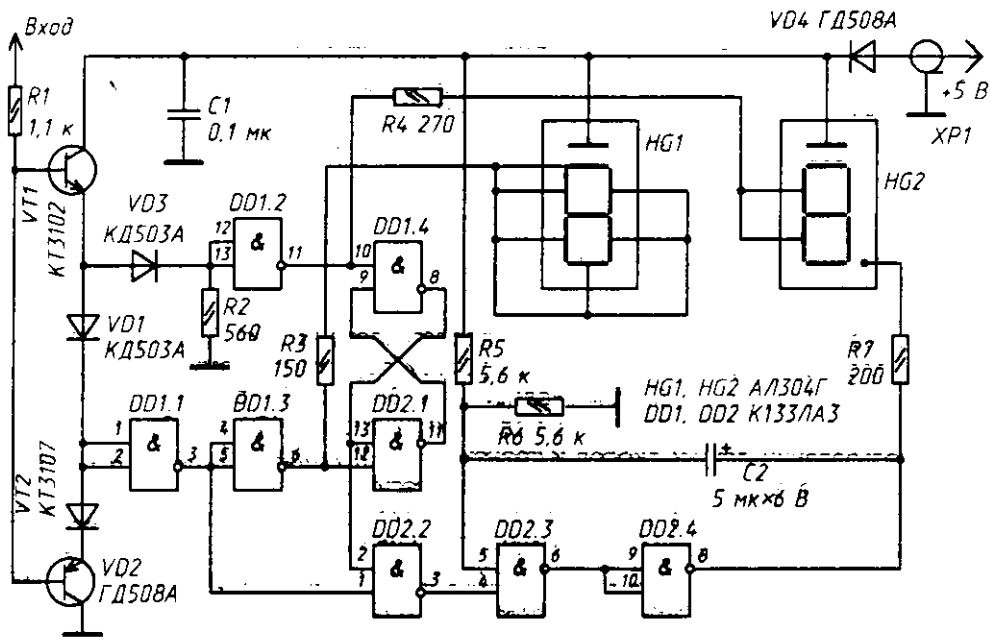 Вход
VD4 ГД508А
R1
1,1 к
C1
0,1 мк
R4 270
HG1
HG2
+5 В
XP1
VT1
КТ3102
VD3
КД503А
DD1.2
12
13
&
11
DD1.4
10
9
&
8
R2
560
VD1
КД503А
R3
150
R5
5,6 к
R6 5,6 к
R7
200
HG1, HG2 АЛ304Г
DD1, DD2 К133ЛА3
DD1.1
1
2
&
3
DD1.3
4
5
&
6
DD2.1
13
12
&
11
C2
+
5 мк×6 В
VT2
КТ3107
VD2
ГД508А
DD2.2
2
1
&
3
DD2.3
5
4
&
6
DD2.4
9
10
&
8